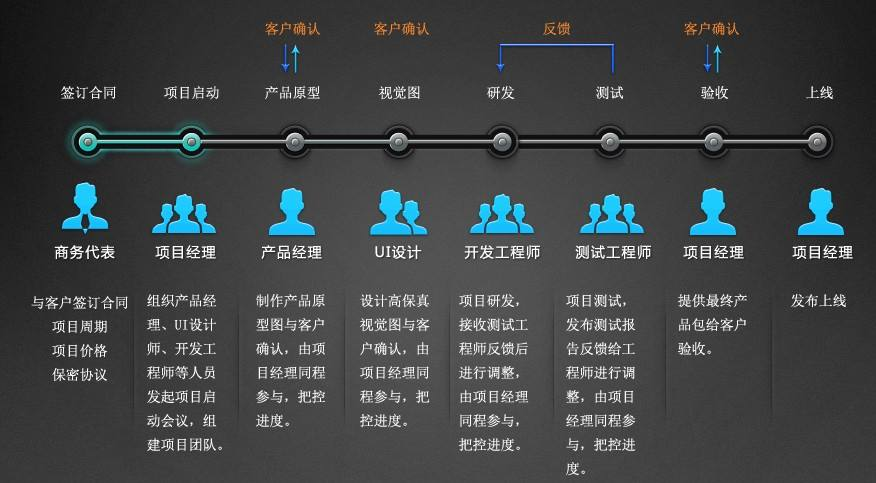 客户确认
客户确认
反馈
客户确认
签订合同
项目启动
产品原型
视觉图
研发
测试
验收
上线
商务代表
项目经理
产品经理
UI设计
开发工程师
测试工程师
项目经理
项目经理
与客户签订合同
项目周期
项目价格
保密协议
组织产品经
理、UI设计
师、开发工
程师等人员
发起项目启
动会议，组
建项目团队。
制作产品原
型图与客户
确认，由项
目经理同程
参与，把控
进度。
设计高保真
视觉图与客
户确认，由
项目经理同
程参与，把
控进度。
项目研发，
接收测试工
程师反馈后
进行调整，
由项目经理
同程参与，
把控进度。
项目测试，
发布测试报
告反馈给工
程师进行调
整，由项目
经理同程参
与，把控进
度。
提供最终产
品包给客户
验收。
发布上线